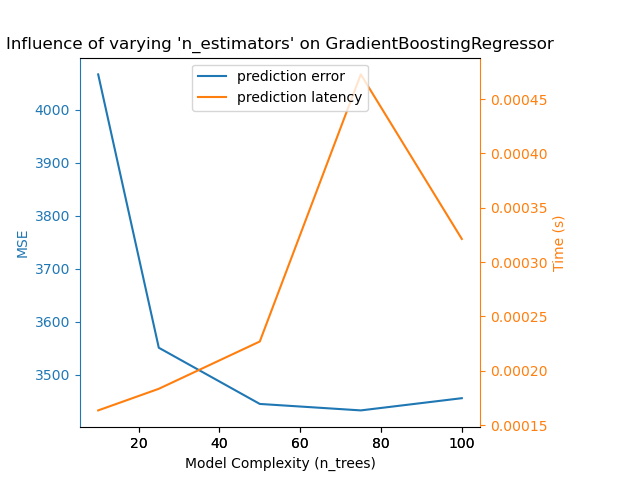 Influence of varying 'n_estimators' on GradientBoostingRegressor
prediction error
prediction latency
4000
3900
3800
3700
3600
3500
MSE
0.00045
0.00040
0.00035
0.00030
0.00025
0.00020
0.00015
Time (s)
20 40 60 80 100
Model Complexity (n_trees)